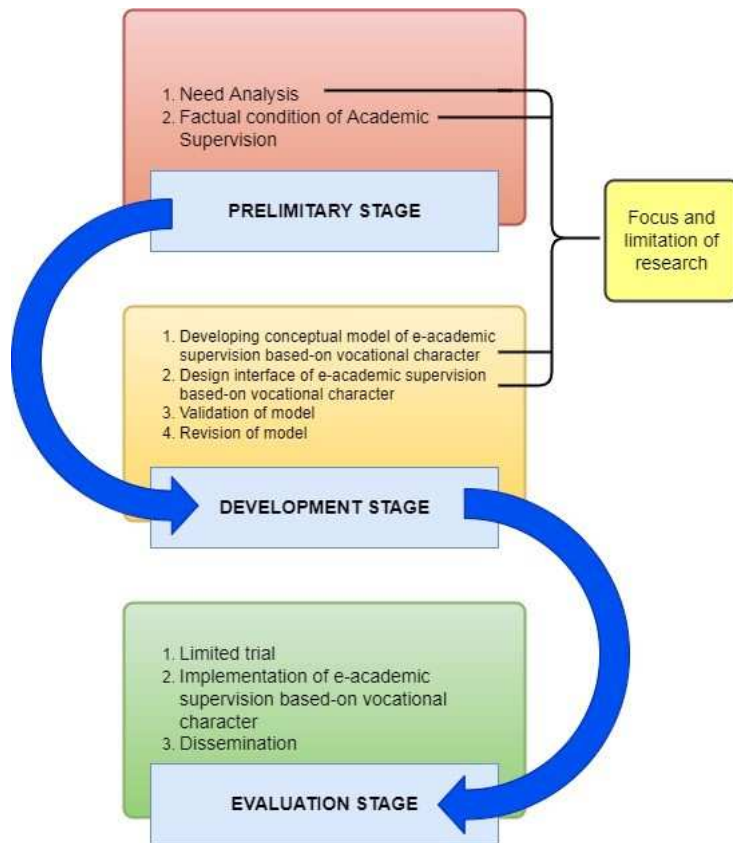 1. Need Analysis
2. Factual condition of Academic
Supervision
PRELIMITARY STAGE
Focus and
limitation of
research
1. Developing conceptual model of e-academic
supervision based-on vocational character
2. Design interface of e-academic supervision
based-on vocational character
3. Validation of model
4. Revision of model
DEVELOPMENT STAGE
1. Limited trial
2. Implementation of e-academic
supervision based-on vocational
character
3. Dissemination
EVALUATION STAGE